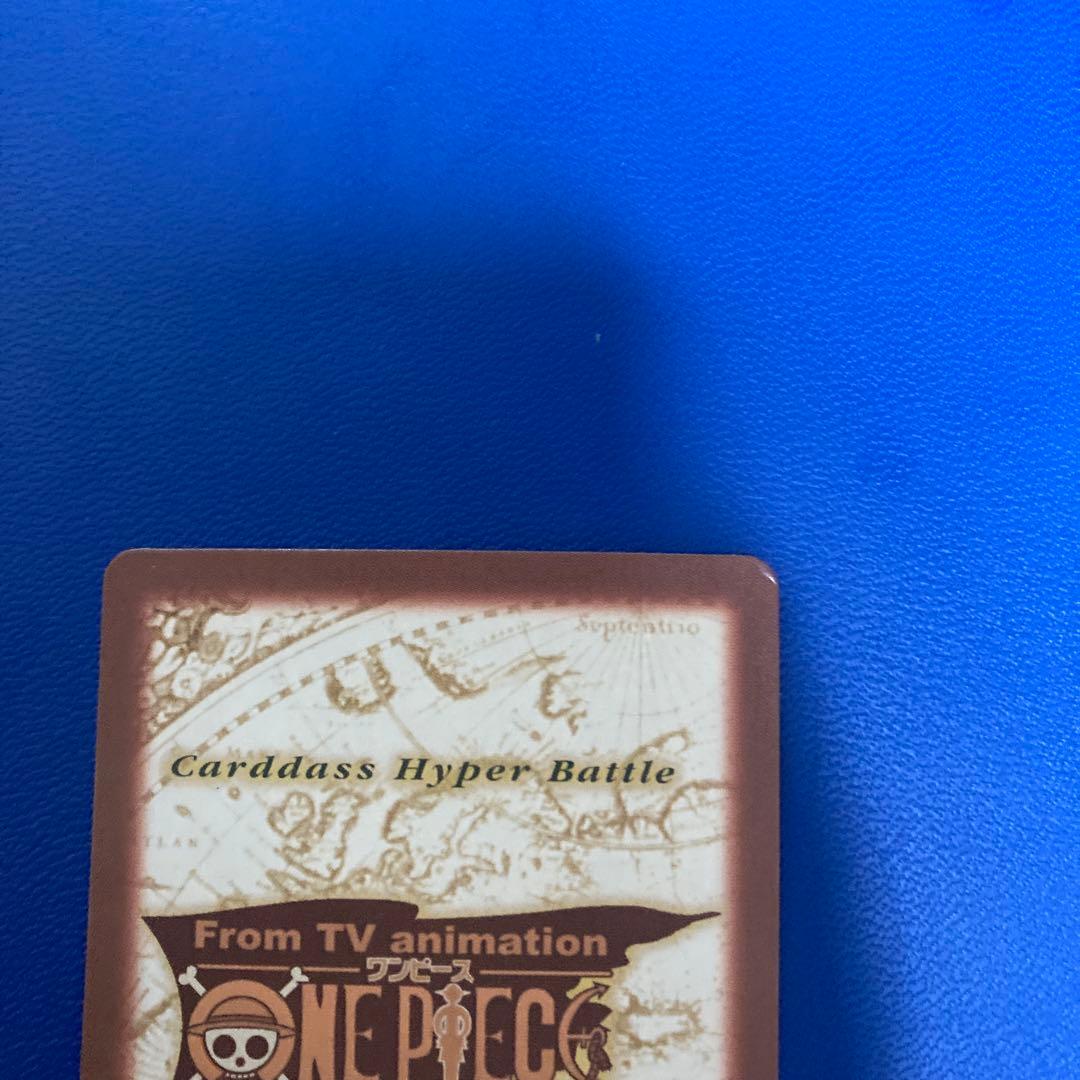 Septentrio
Carddass Hyper Battle
From TV animation
ワンピース
ONE PIECE